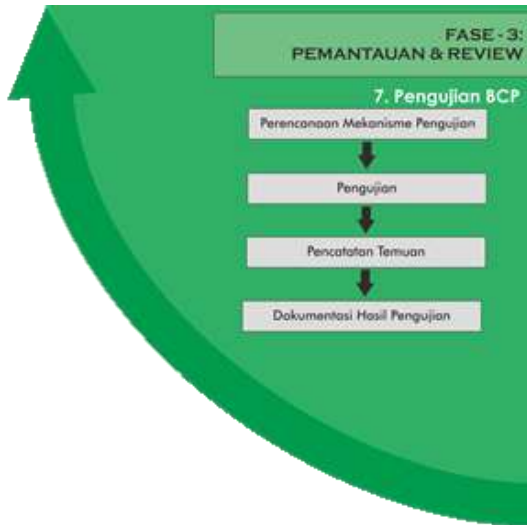 FASE - 3:
PEMANTAUAN & REVIEW
7. Pengujian BCP
Perencanaan Mekanisme Pengujian
Pengujian
Pencatatan Temuan
Dokumentasi Hasil Pengujian